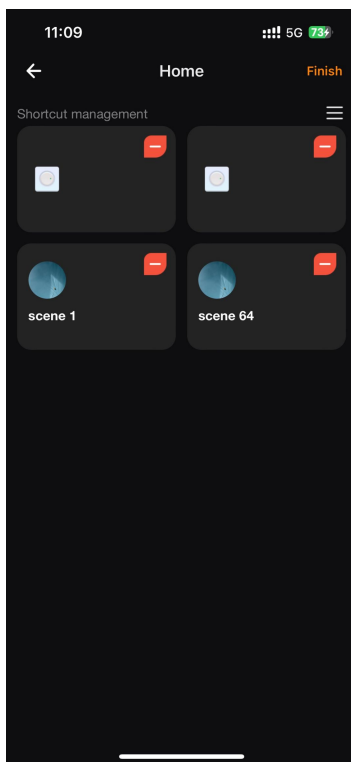 11:09
5G
73
Home
Finish
Shortcut management
scene 1
scene 64